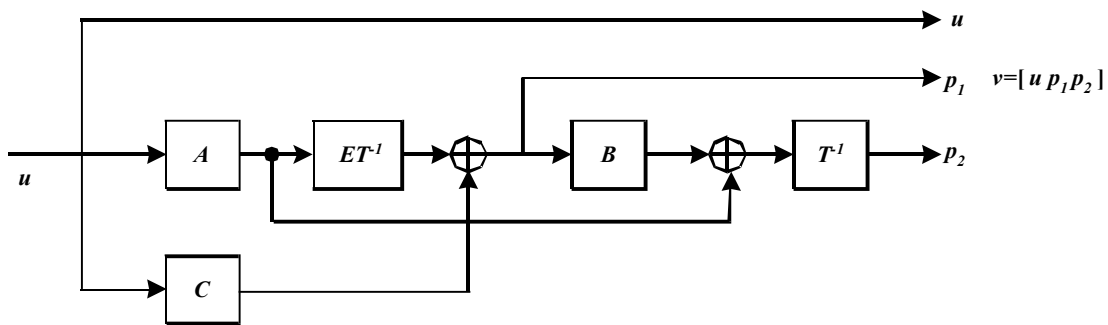 u
p₁ v=[ u p₁ p₂ ]
A ET⁻¹ B T⁻¹ p₂
u
C